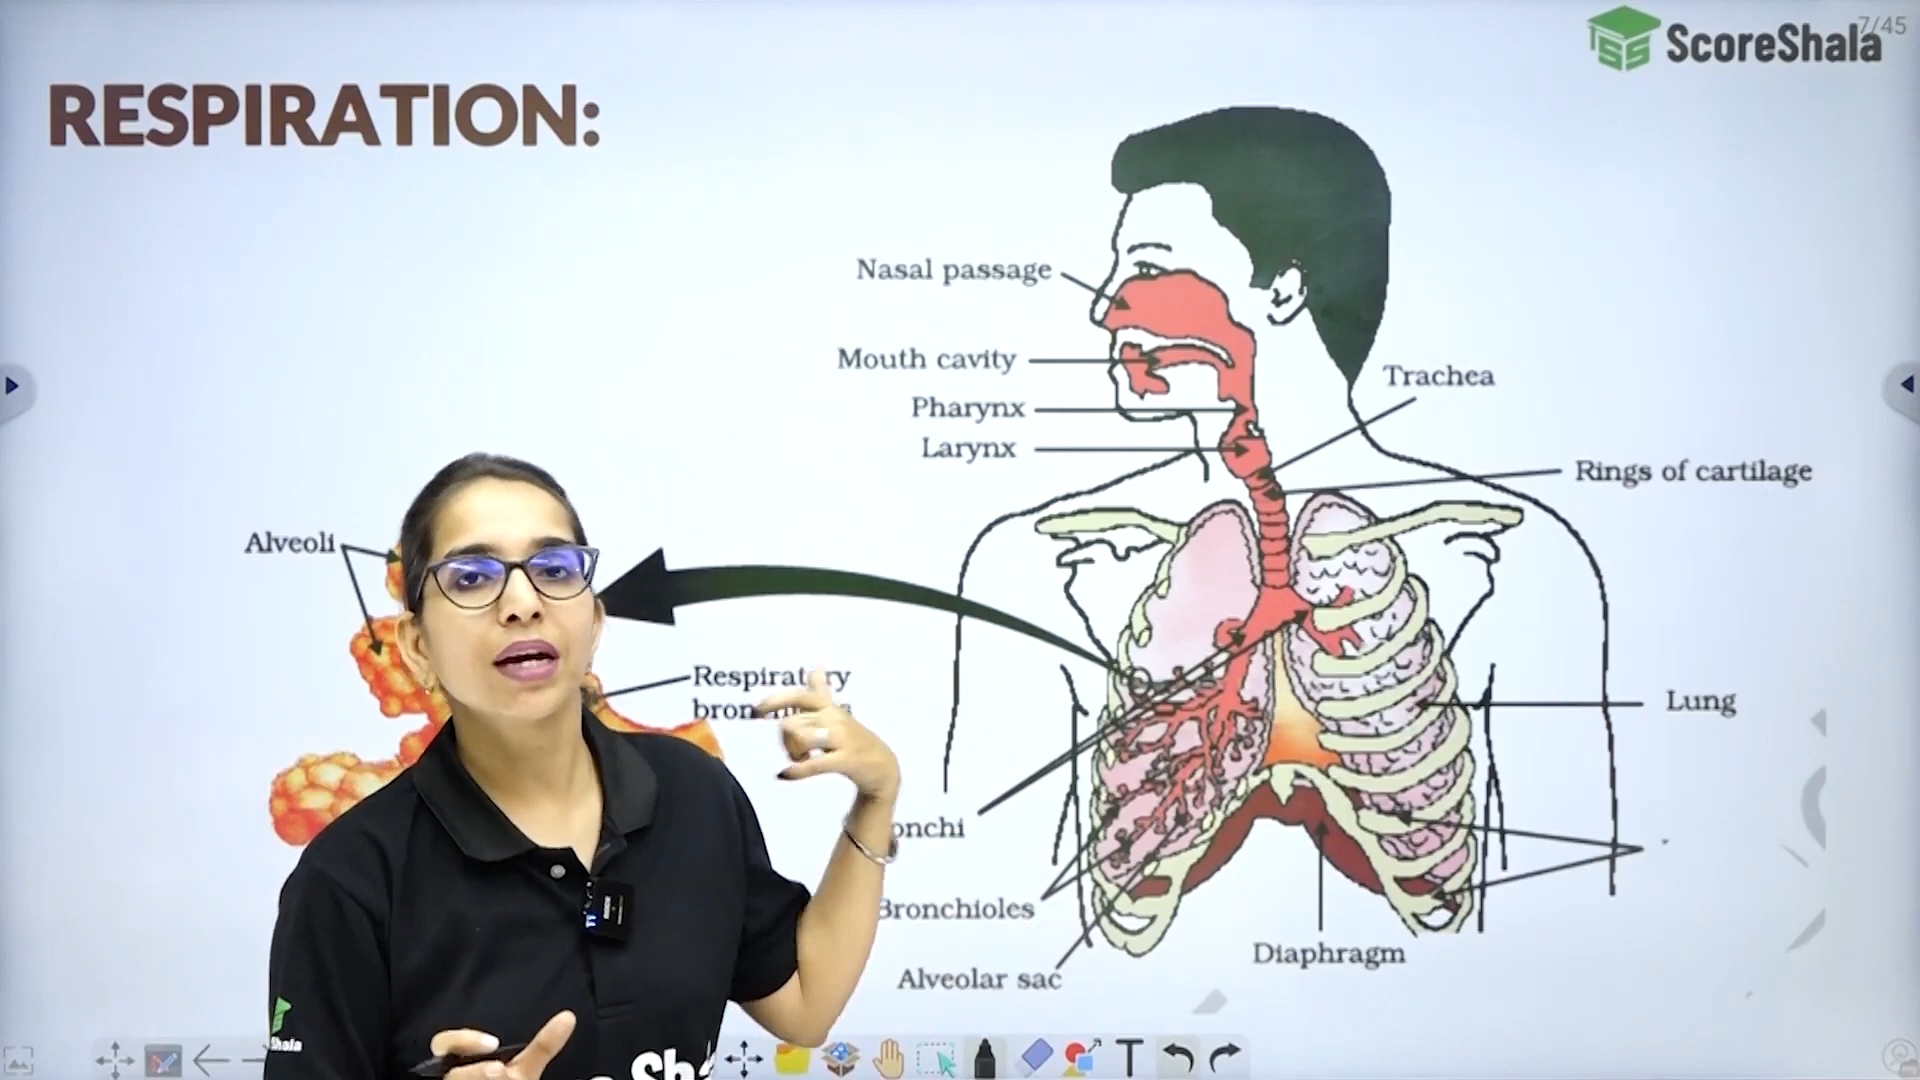 ScoreShala
7/45
RESPIRATION:
Nasal passage
Mouth cavity
Pharynx
Larynx
Trachea
Rings of cartilage
Alveoli
Respiratory
Lung
Bronchioles
Diaphragm
Alveolar sac